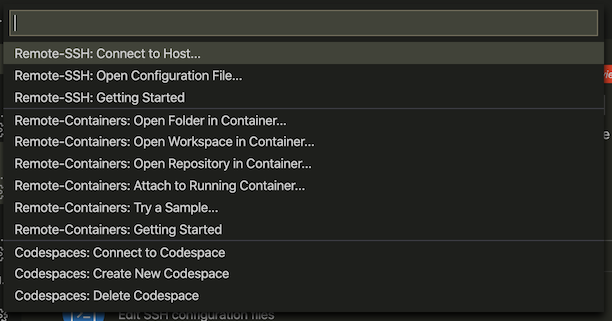 Remote-SSH: Connect to Host...
Remote-SSH: Open Configuration File...
Remote-SSH: Getting Started
Remote-Containers: Open Folder in Container...
Remote-Containers: Open Workspace in Container...
Remote-Containers: Open Repository in Container...
Remote-Containers: Attach to Running Container...
Remote-Containers: Try a Sample...
Remote-Containers: Getting Started
Codespaces: Connect to Codespace
Codespaces: Create New Codespace
Codespaces: Delete Codespace
Edit SSH configuration files